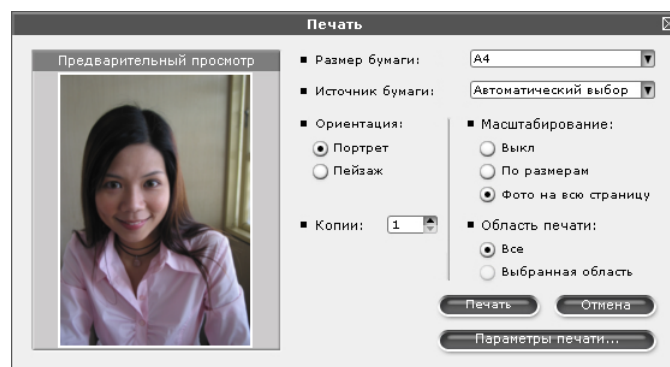 Печать
Предварительный просмотр
Размер бумаги: A4
Источник бумаги: Автоматический выбор
Ориентация:
Портрет
Пейзаж
Копии: 1
Масштабирование:
Выкл
По размерам
Фото на всю страницу
Область печати:
Все
Выбранная область
Печать Отмена
Параметры печати...